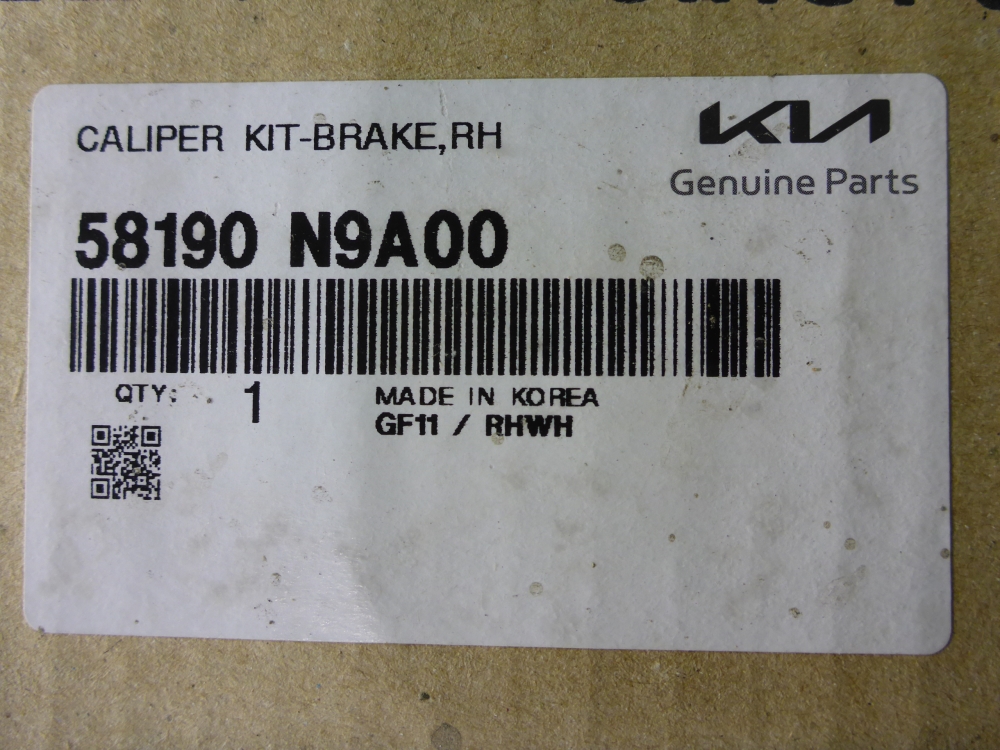 CALIPER KIT-BRAKE,RH
KIA
Genuine Parts
58190 N9A00
QTY: 1
MADE IN KOREA
GF11 / RHWH